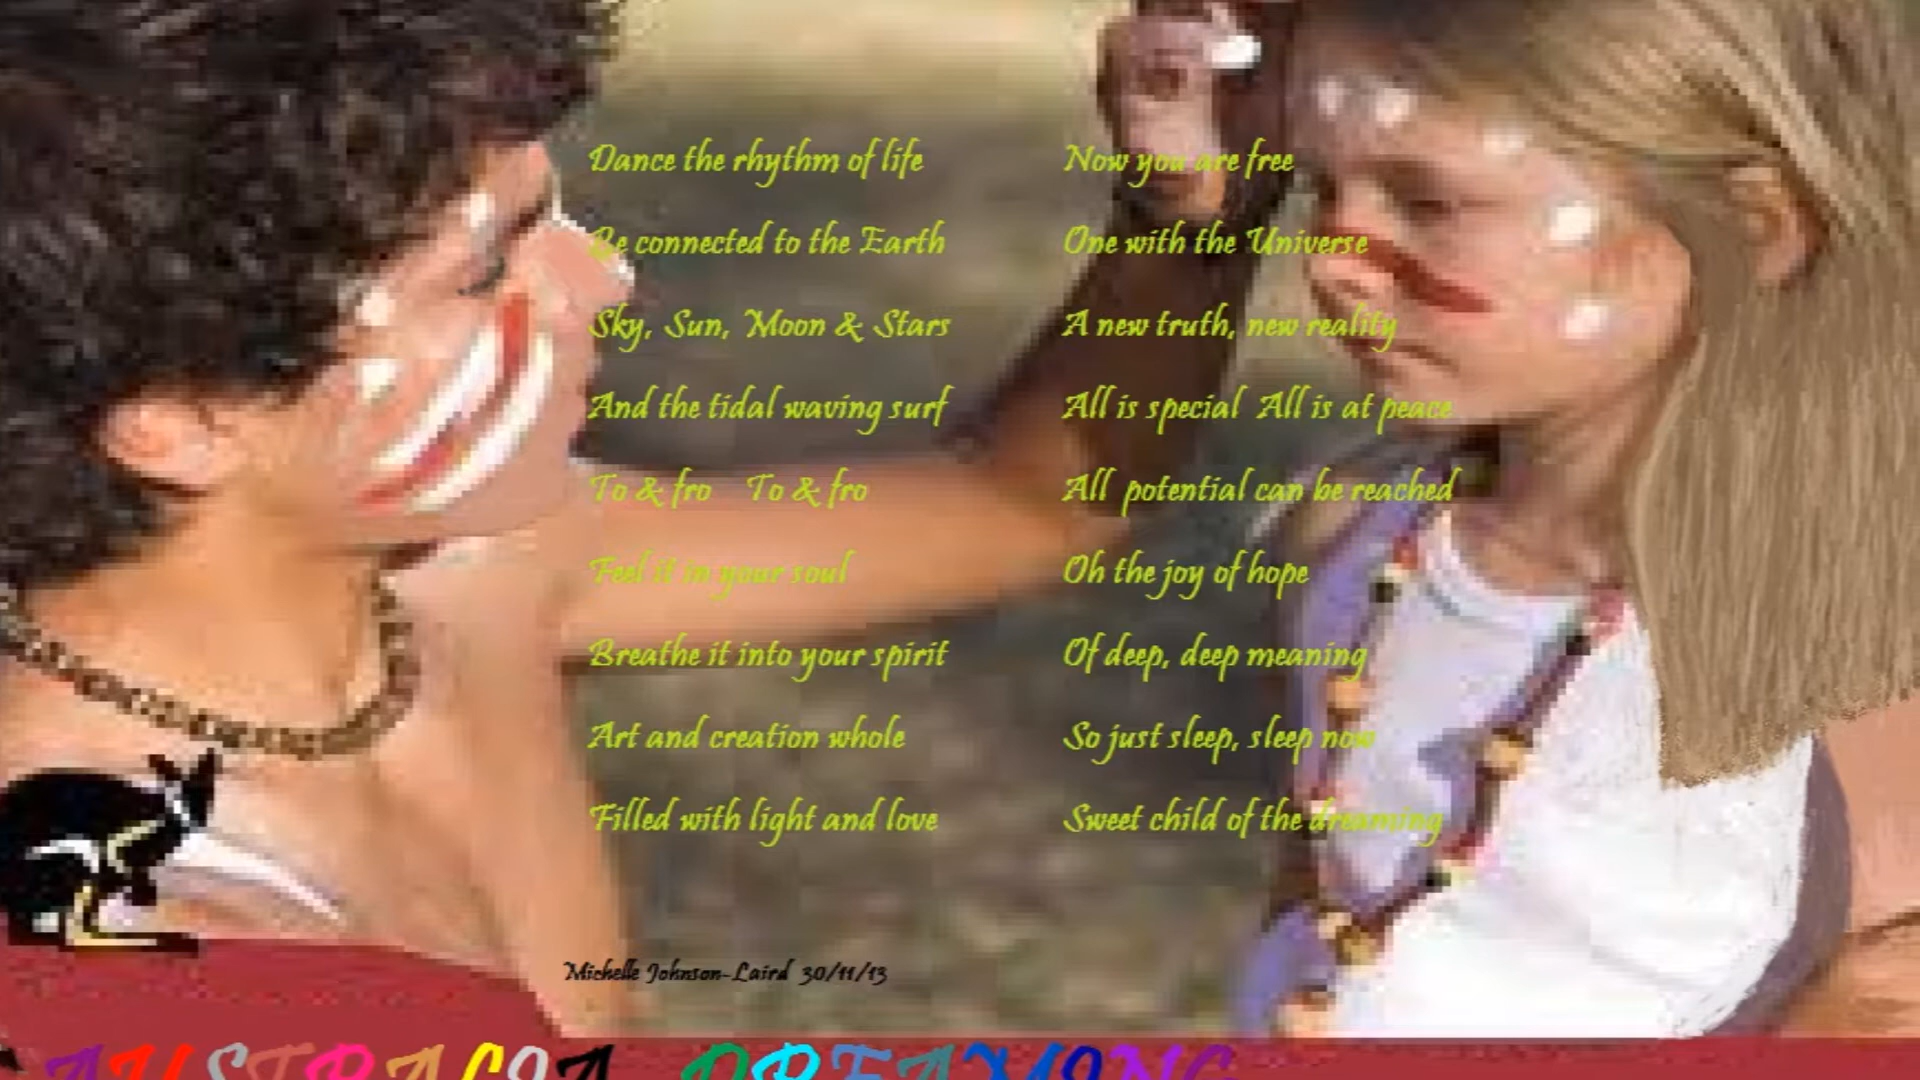 Dance the rhythm of life
Be connected to the Earth
Sky, Sun, Moon & Stars
And the tidal waving surf
To & fro To & fro
Feel it in your soul
Breathe it into your spirit
Art and creation whole
Filled with light and love
Now you are free
One with the Universe
A new truth, new reality
All is special All is at peace
All potential can be reached
Oh the joy of hope
Of deep, deep meaning
So just sleep, sleep now
Sweet child of the dreaming
Michelle Johnson-Laird 30/11/13
AUSTRALIA DREAMING